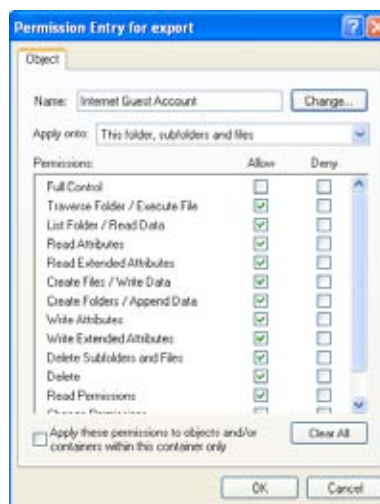 Permission Entry for export
Object
Name: Internet Guest Account Change...
Apply onto: This folder, subfolders and files
Permissions: Allow Deny
Full Control
Traverse Folder / Execute File
List Folder / Read Data
Read Attributes
Read Extended Attributes
Create Files / Write Data
Create Folders / Append Data
Write Attributes
Write Extended Attributes
Delete Subfolders and Files
Delete
Read Permissions
Change Permissions
Apply these permissions to objects and/or Clear All
containers within this container only
OK Cancel